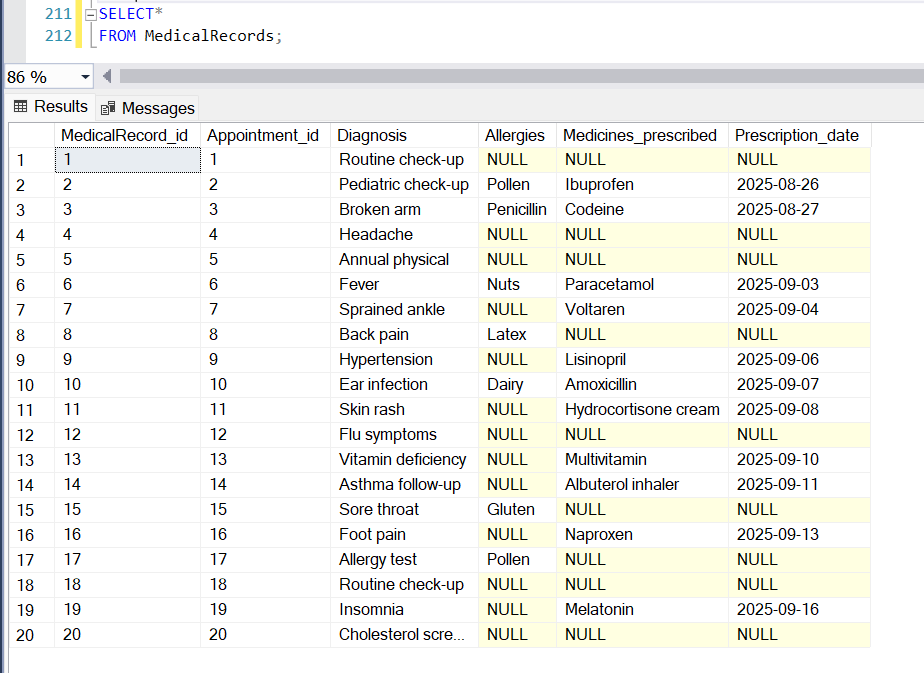 211 SELECT*
212 FROM MedicalRecords;
86 %
Results Messages
MedicalRecord_id Appointment_id Diagnosis Allergies Medicines_prescribed Prescription_date
1 1 1 Routine check-up NULL NULL NULL
2 2 2 Pediatric check-up Pollen Ibuprofen 2025-08-26
3 3 3 Broken arm Penicillin Codeine 2025-08-27
4 4 4 Headache NULL NULL NULL
5 5 5 Annual physical NULL NULL NULL
6 6 6 Fever Nuts Paracetamol 2025-09-03
7 7 7 Sprained ankle NULL Voltaren 2025-09-04
8 8 8 Back pain Latex NULL NULL
9 9 9 Hypertension NULL Lisinopril 2025-09-06
10 10 10 Ear infection Dairy Amoxicillin 2025-09-07
11 11 11 Skin rash NULL Hydrocortisone cream 2025-09-08
12 12 12 Flu symptoms NULL NULL NULL
13 13 13 Vitamin deficiency NULL Multivitamin 2025-09-10
14 14 14 Asthma follow-up NULL Albuterol inhaler 2025-09-11
15 15 15 Sore throat Gluten NULL NULL
16 16 16 Foot pain NULL Naproxen 2025-09-13
17 17 17 Allergy test Pollen NULL NULL
18 18 18 Routine check-up NULL NULL NULL
19 19 19 Insomnia NULL Melatonin 2025-09-16
20 20 20 Cholesterol scre... NULL NULL NULL